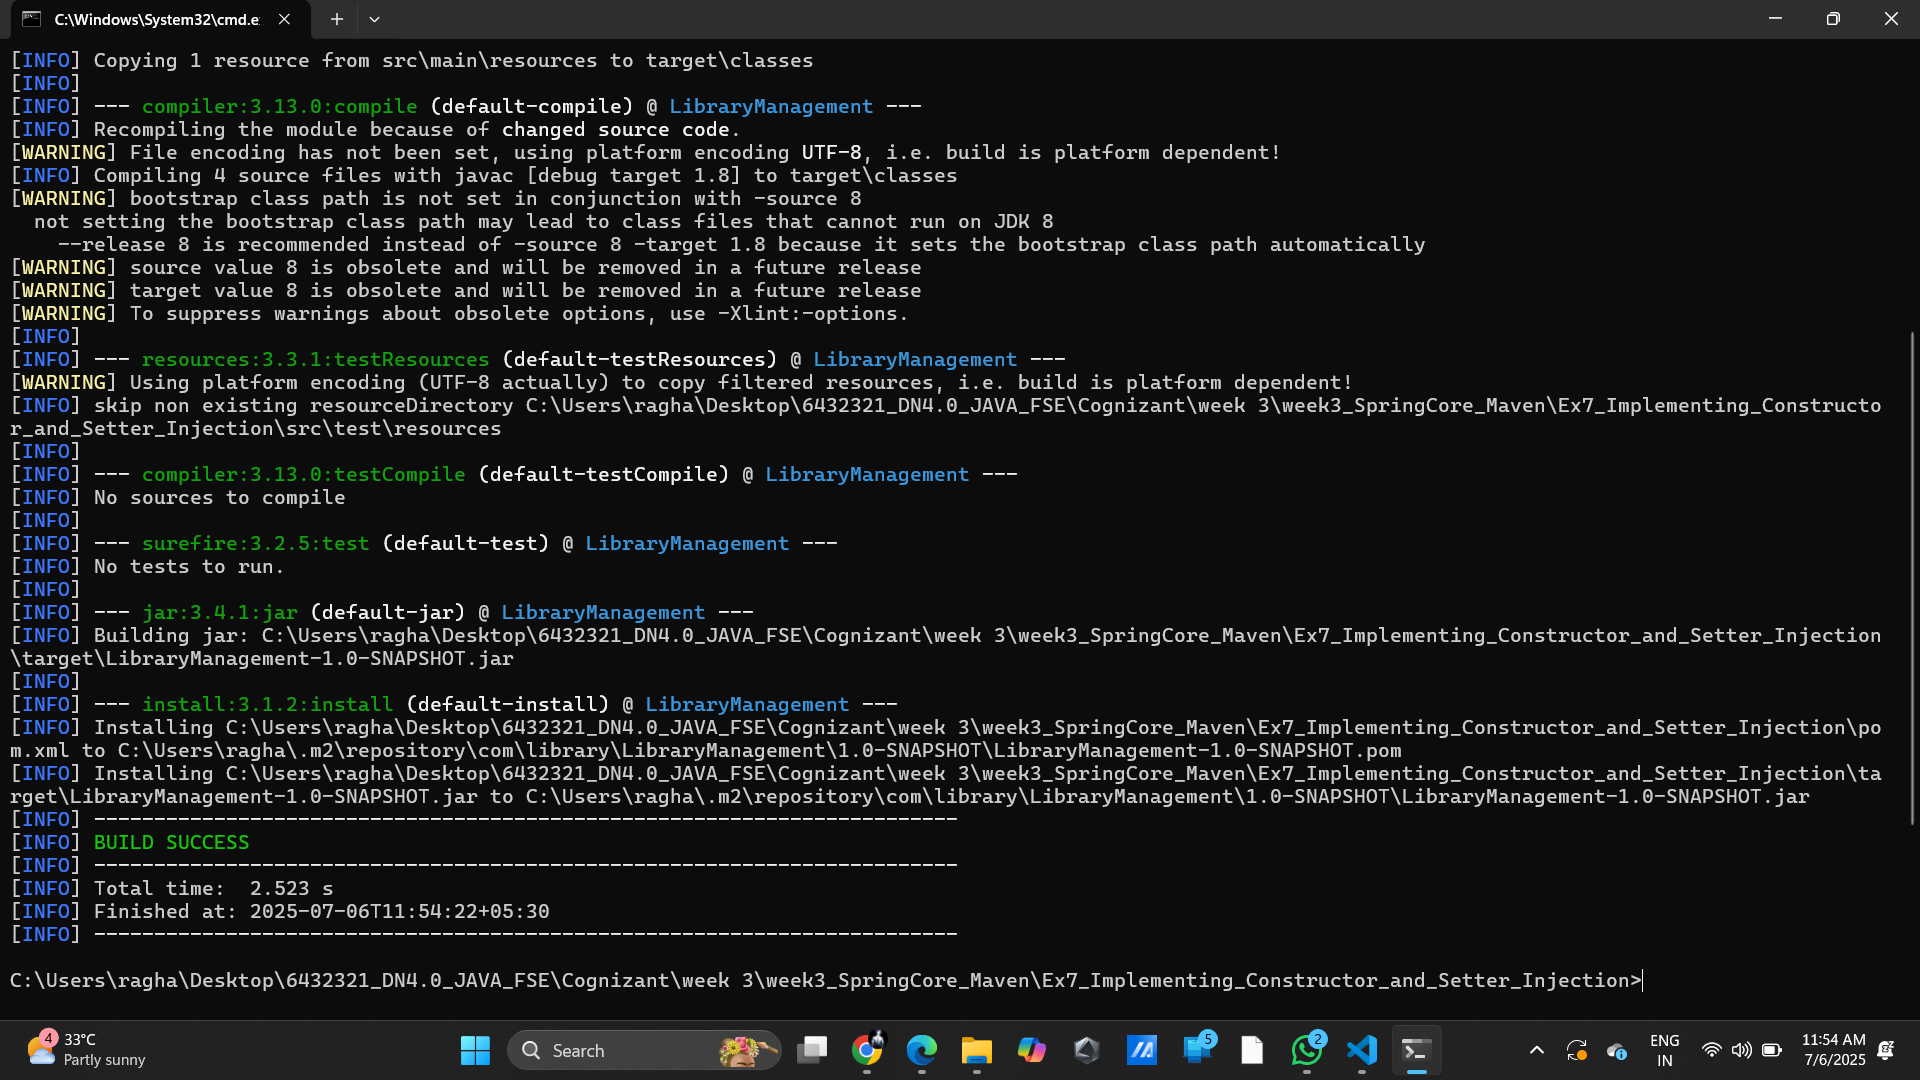 C:\Windows\System32\cmd.e
[INFO] Copying 1 resource from src\main\resources to target\classes
[INFO]
[INFO] --- compiler:3.13.0:compile (default-compile) @ LibraryManagement ---
[INFO] Recompiling the module because of changed source code.
[WARNING] File encoding has not been set, using platform encoding UTF-8, i.e. build is platform dependent!
[INFO] Compiling 4 source files with javac [debug target 1.8] to target\classes
[WARNING] bootstrap class path is not set in conjunction with -source 8
  not setting the bootstrap class path may lead to class files that cannot run on JDK 8
    --release 8 is recommended instead of -source 8 -target 1.8 because it sets the bootstrap class path automatically
[WARNING] source value 8 is obsolete and will be removed in a future release
[WARNING] target value 8 is obsolete and will be removed in a future release
[WARNING] To suppress warnings about obsolete options, use -Xlint:-options.
[INFO]
[INFO] --- resources:3.3.1:testResources (default-testResources) @ LibraryManagement ---
[WARNING] Using platform encoding (UTF-8 actually) to copy filtered resources, i.e. build is platform dependent!
[INFO] skip non existing resourceDirectory C:\Users\ragha\Desktop\6432321_DN4.0_JAVA_FSE\Cognizant\week 3\week3_SpringCore_Maven\Ex7_Implementing_Constructo
r_and_Setter_Injection\src\test\resources
[INFO]
[INFO] --- compiler:3.13.0:testCompile (default-testCompile) @ LibraryManagement ---
[INFO] No sources to compile
[INFO]
[INFO] --- surefire:3.2.5:test (default-test) @ LibraryManagement ---
[INFO] No tests to run.
[INFO]
[INFO] --- jar:3.4.1:jar (default-jar) @ LibraryManagement ---
[INFO] Building jar: C:\Users\ragha\Desktop\6432321_DN4.0_JAVA_FSE\Cognizant\week 3\week3_SpringCore_Maven\Ex7_Implementing_Constructor_and_Setter_Injection
\target\LibraryManagement-1.0-SNAPSHOT.jar
[INFO]
[INFO] --- install:3.1.2:install (default-install) @ LibraryManagement ---
[INFO] Installing C:\Users\ragha\Desktop\6432321_DN4.0_JAVA_FSE\Cognizant\week 3\week3_SpringCore_Maven\Ex7_Implementing_Constructor_and_Setter_Injection\po
m.xml to C:\Users\ragha\.m2\repository\com\library\LibraryManagement\1.0-SNAPSHOT\LibraryManagement-1.0-SNAPSHOT.pom
[INFO] Installing C:\Users\ragha\Desktop\6432321_DN4.0_JAVA_FSE\Cognizant\week 3\week3_SpringCore_Maven\Ex7_Implementing_Constructor_and_Setter_Injection\ta
rget\LibraryManagement-1.0-SNAPSHOT.jar to C:\Users\ragha\.m2\repository\com\library\LibraryManagement\1.0-SNAPSHOT\LibraryManagement-1.0-SNAPSHOT.jar
[INFO] ------------------------------------------------------------------------
[INFO] BUILD SUCCESS
[INFO] ------------------------------------------------------------------------
[INFO] Total time:  2.523 s
[INFO] Finished at: 2025-07-06T11:54:22+05:30
[INFO] ------------------------------------------------------------------------
C:\Users\ragha\Desktop\6432321_DN4.0_JAVA_FSE\Cognizant\week 3\week3_SpringCore_Maven\Ex7_Implementing_Constructor_and_Setter_Injection>
4
33°C
Partly sunny
Search
5
2
ENG
IN
11:54 AM
7/6/2025